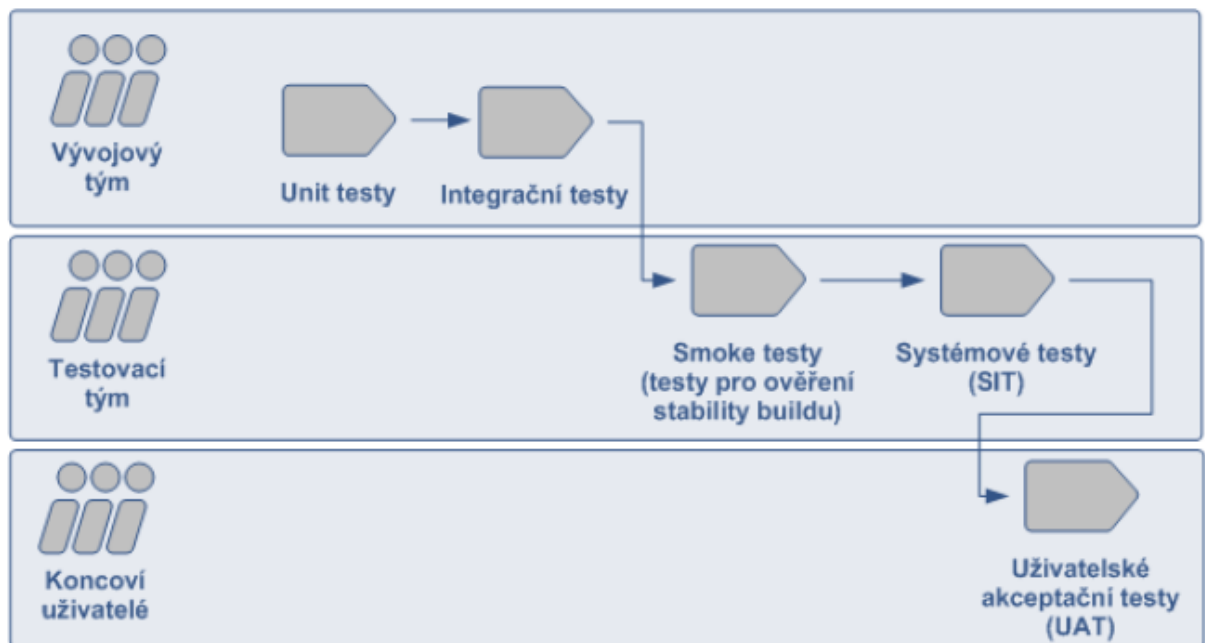 Vývojový
tým
Unit testy
Integrační testy
Testovací
tým
Smoke testy
(testy pro ověření
stability buildu)
Systémové testy
(SIT)
Koncoví
uživatelé
Uživatelské
akceptační testy
(UAT)